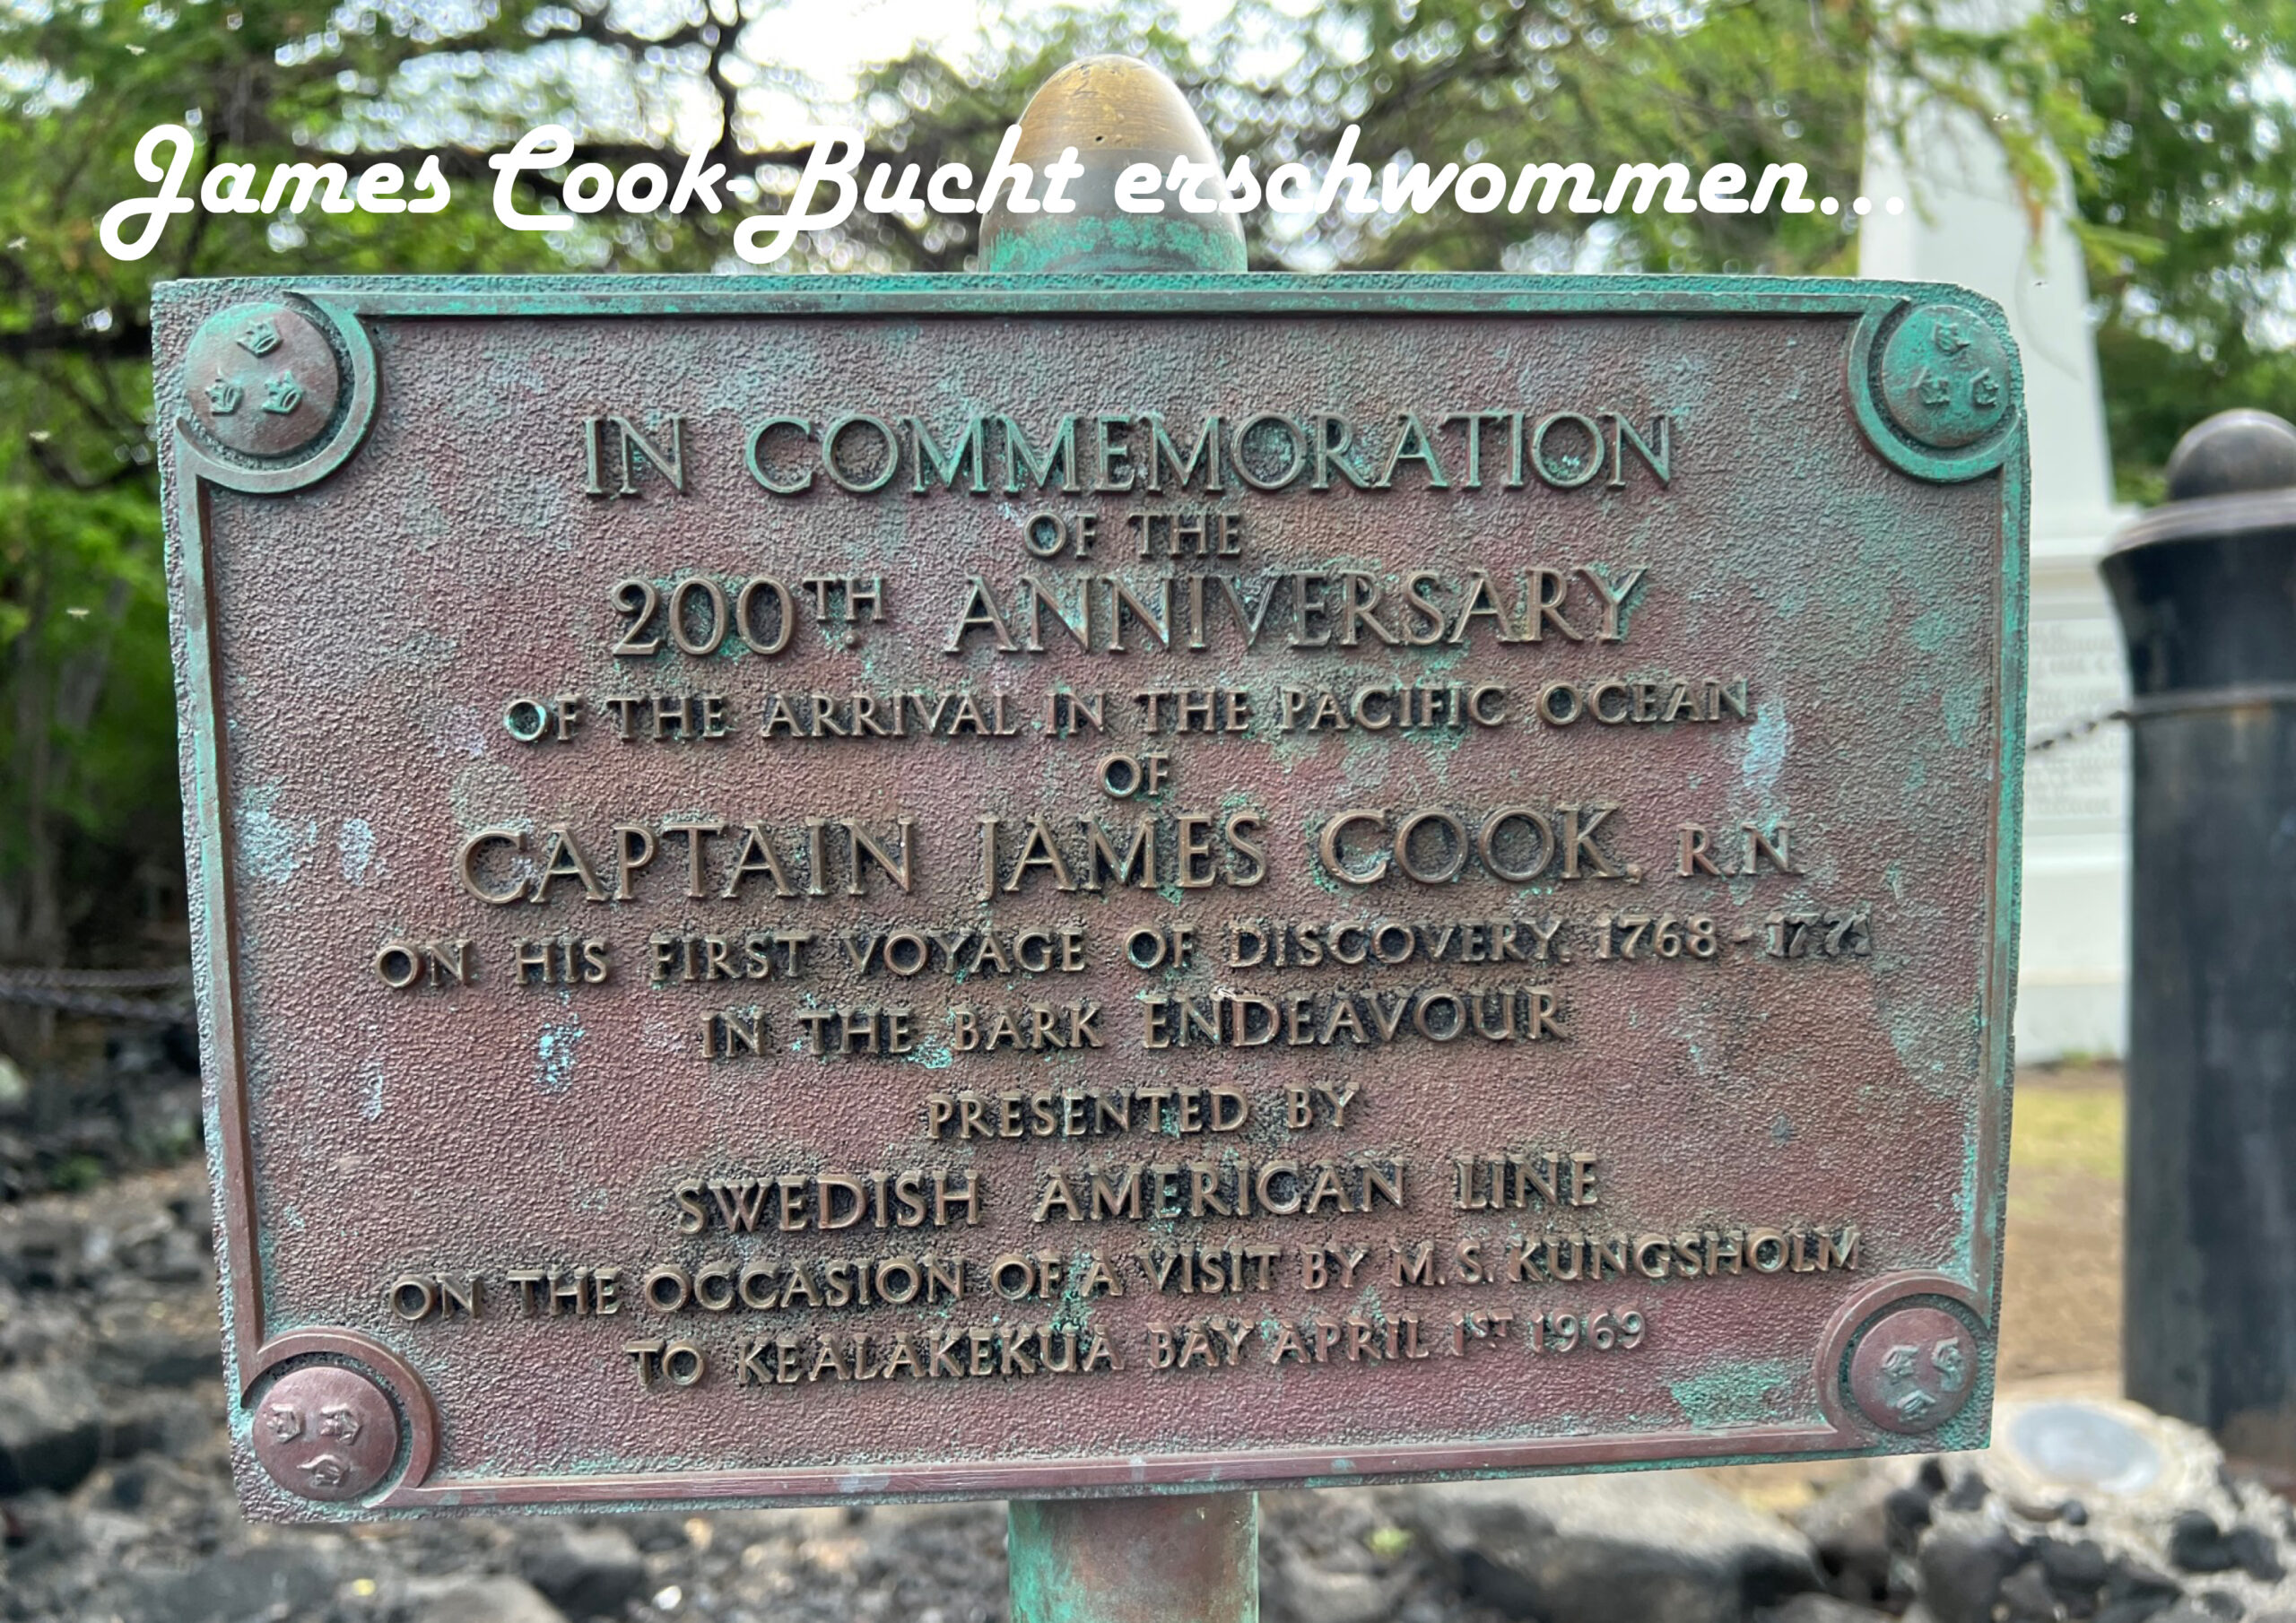 James Cook-Bucht erschwommen...
IN COMMEMORATION
OF THE
200TH ANNIVERSARY
OF THE ARRIVAL IN THE PACIFIC OCEAN
OF
CAPTAIN JAMES COOK, R.N.
ON HIS FIRST VOYAGE OF DISCOVERY, 1768-1771
IN THE BARK ENDEAVOUR
PRESENTED BY
SWEDISH AMERICAN LINE
ON THE OCCASION OF A VISIT BY M.S. KUNGSHOLM
TO KEALAKEKUA BAY APRIL 1ST 1969